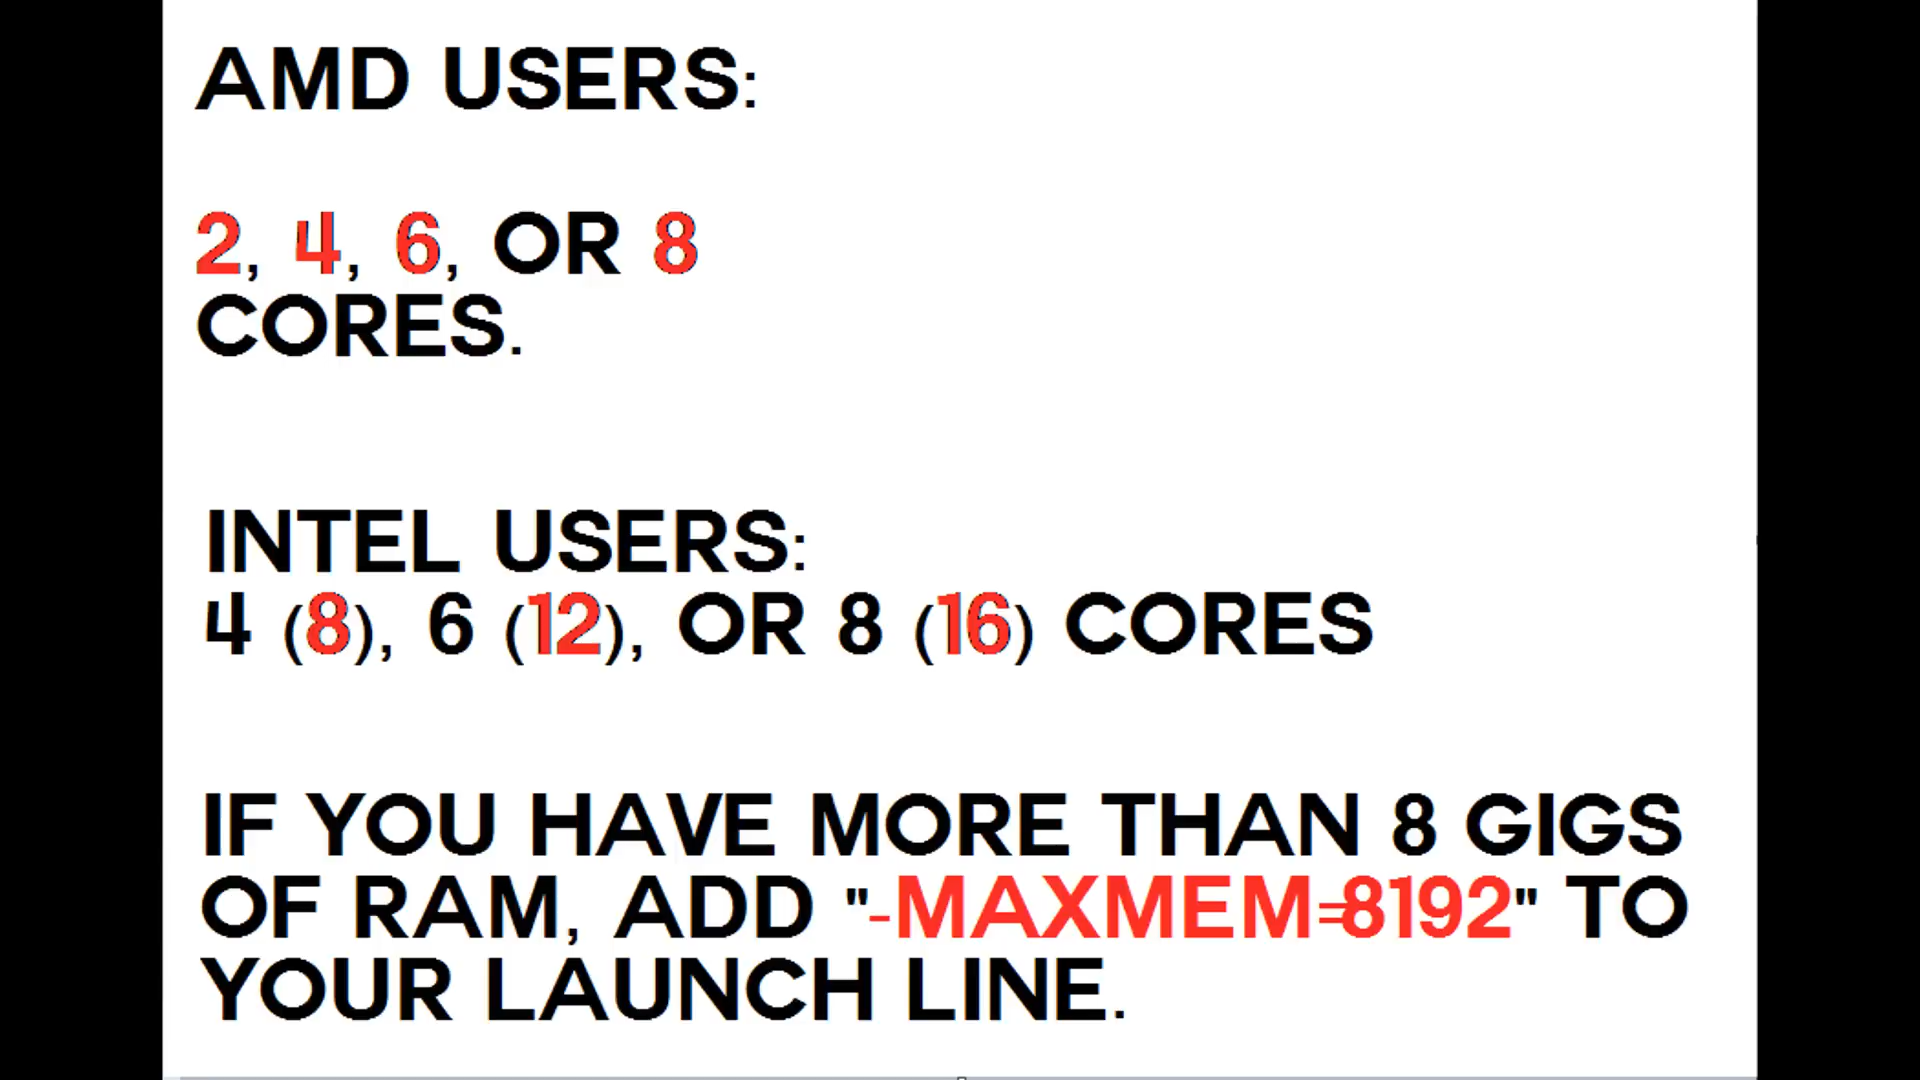 AMD USERS:
2, 4, 6, OR 8
CORES.
INTEL USERS:
4 (8), 6 (12), OR 8 (16) CORES
IF YOU HAVE MORE THAN 8 GIGS
OF RAM, ADD "-MAXMEM=8192" TO
YOUR LAUNCH LINE.